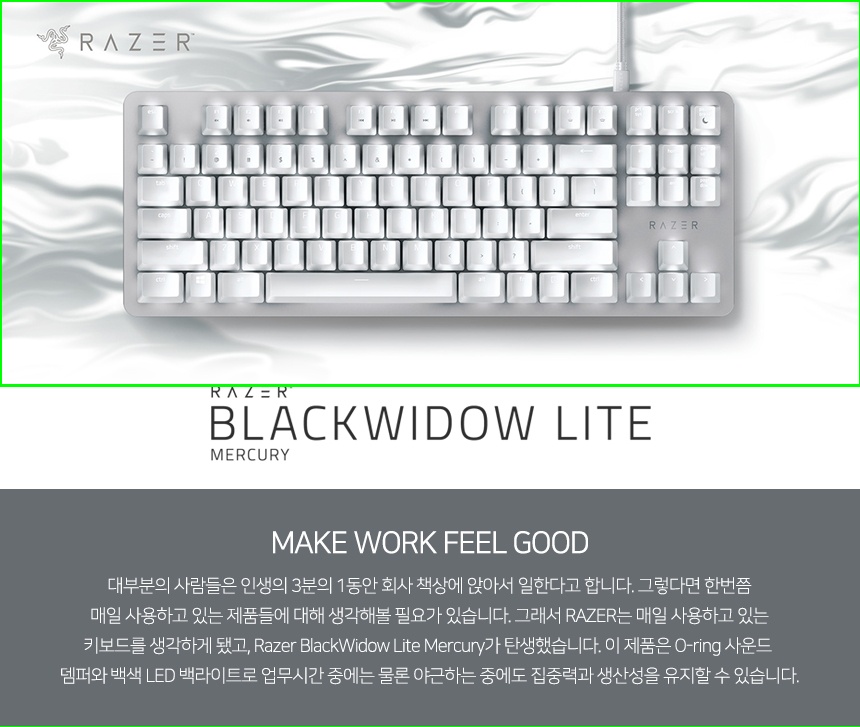 RAZER
RAZER
enter
shift
shift
RAZER
BLACKWIDOW LITE
MERCURY
MAKE WORK FEEL GOOD
대부분의 사람들은 인생의 3분의 1동안 회사 책상에 앉아서 일한다고 합니다. 그렇다면 한번쯤
매일 사용하고 있는 제품들에 대해 생각해볼 필요가 있습니다. 그래서 RAZER는 매일 사용하고 있는
키보드를 생각하게 됐고, Razer BlackWidow Lite Mercury가 탄생했습니다. 이 제품은 O-ring 사운드
뎀퍼와 백색 LED 백라이트로 업무시간 중에는 물론 야근하는 중에도 집중력과 생산성을 유지할 수 있습니다.